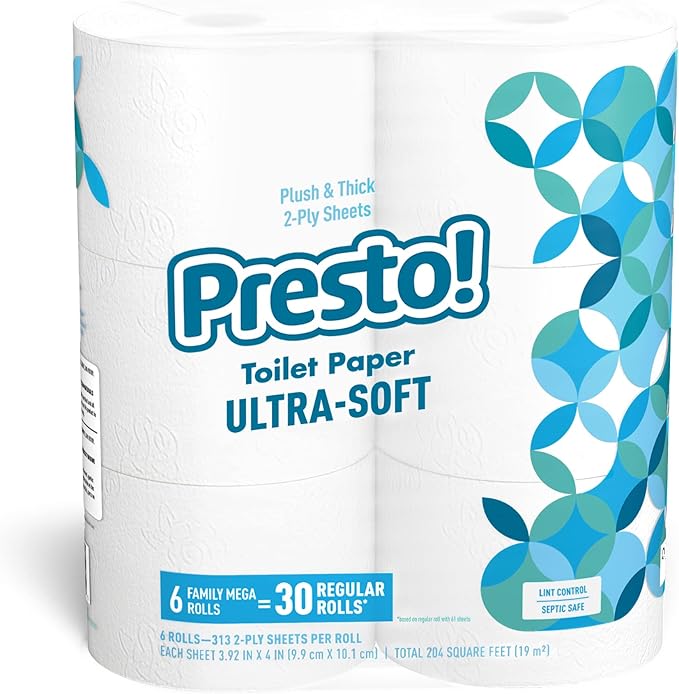 Plush & Thick
2-Ply Sheets
Presto!
Toilet Paper
ULTRA-SOFT
6 FAMILY MEGA ROLLS = 30 REGULAR ROLLS*
*based on regular roll with 61 sheets
LINT CONTROL
SEPTIC SAFE
6 ROLLS—313 2-PLY SHEETS PER ROLL
EACH SHEET 3.92 IN X 4 IN (9.9 cm X 10.1 cm) | TOTAL 204 SQUARE FEET (19 m²)